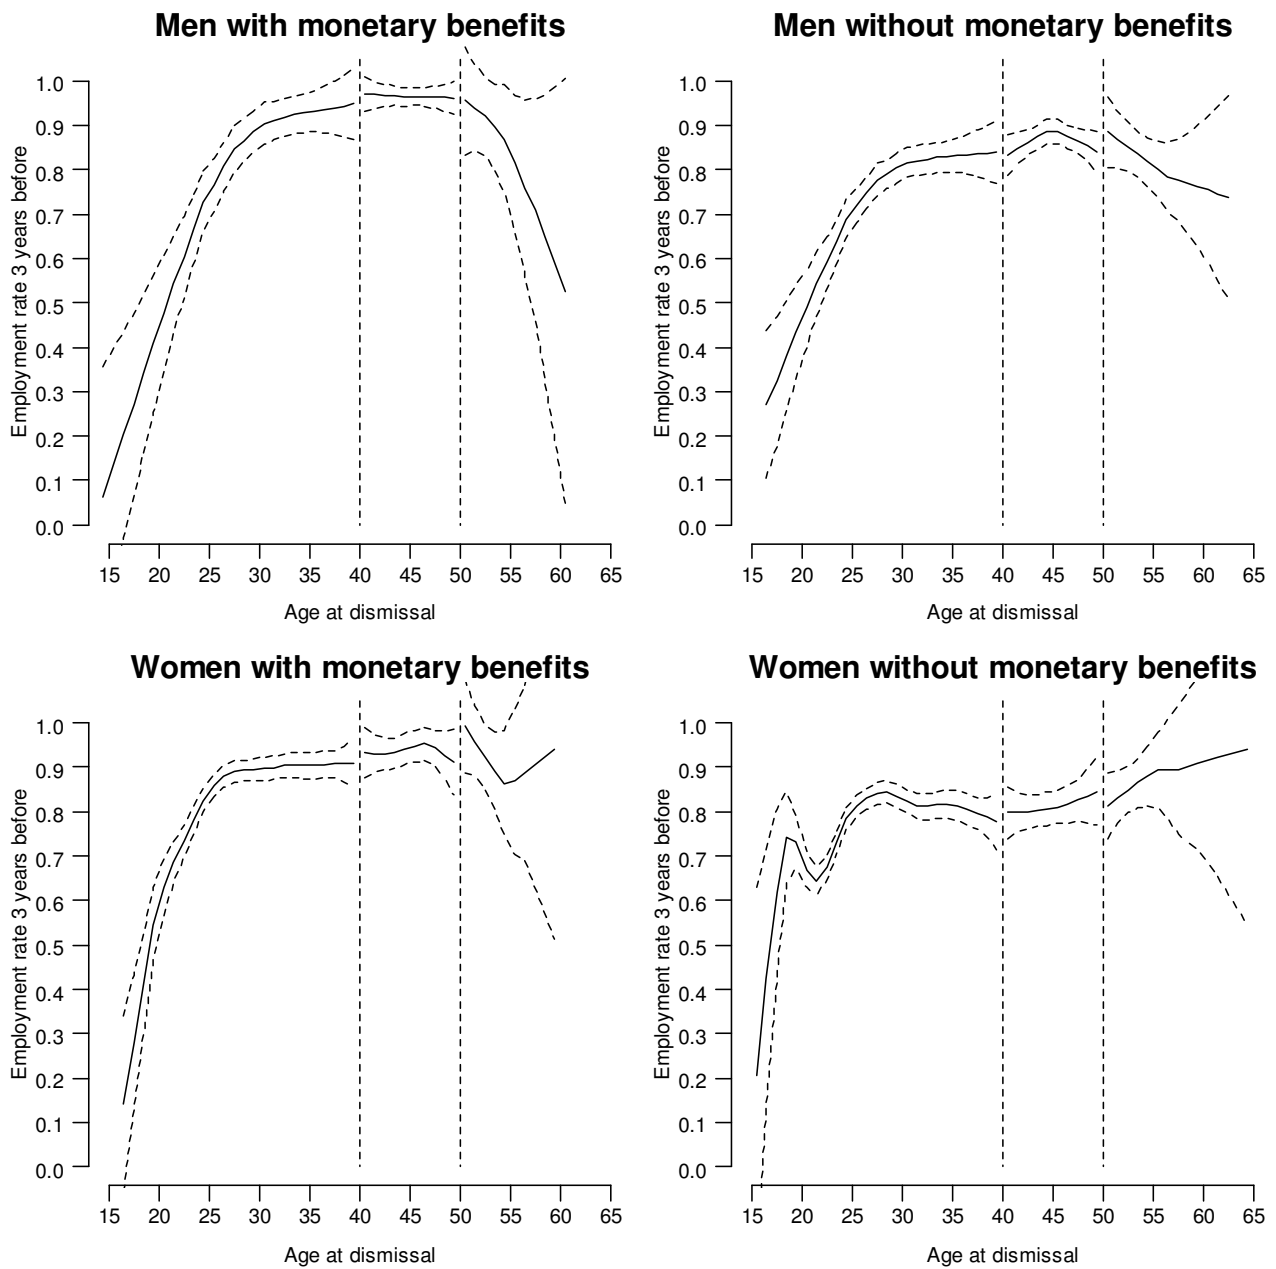 Men with monetary benefits
Employment rate 3 years before
1.0
0.9
0.8
0.7
0.6
0.5
0.4
0.3
0.2
0.1
0.0
15 20 25 30 35 40 45 50 55 60 65
Age at dismissal
Men without monetary benefits
Employment rate 3 years before
1.0
0.9
0.8
0.7
0.6
0.5
0.4
0.3
0.2
0.1
0.0
15 20 25 30 35 40 45 50 55 60 65
Age at dismissal
Women with monetary benefits
Employment rate 3 years before
1.0
0.9
0.8
0.7
0.6
0.5
0.4
0.3
0.2
0.1
0.0
15 20 25 30 35 40 45 50 55 60 65
Age at dismissal
Women without monetary benefits
Employment rate 3 years before
1.0
0.9
0.8
0.7
0.6
0.5
0.4
0.3
0.2
0.1
0.0
15 20 25 30 35 40 45 50 55 60 65
Age at dismissal